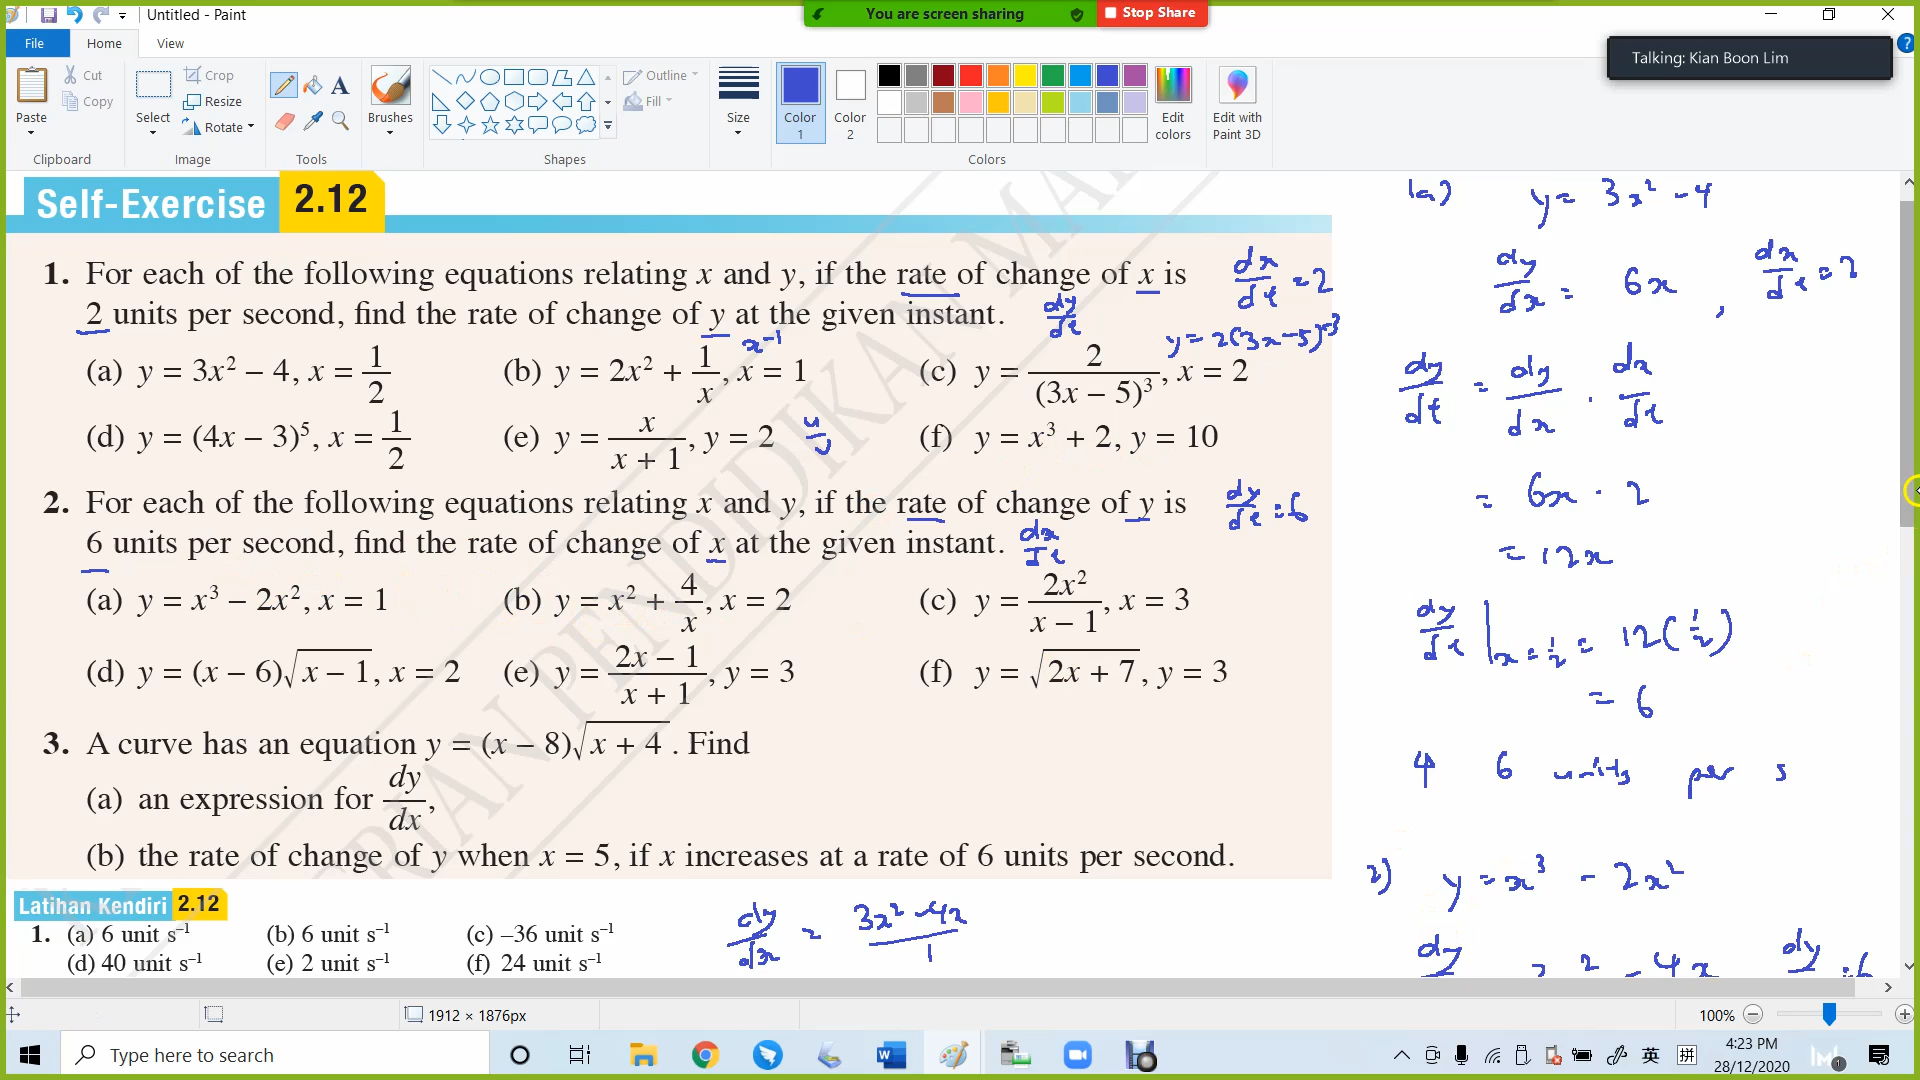 Untitled - Paint
You are screen sharing
Stop Share
File Home View
Talking: Kian Boon Lim
Paste
Cut
Copy
Clipboard
Select
Crop
Resize
Rotate
Image
Tools
Brushes
Shapes
Outline
Fill
Size
Color 1
Color 2
Colors
Edit colors
Edit with Paint 3D
Self-Exercise 2.12
1. For each of the following equations relating x and y, if the rate of change of x is
2 units per second, find the rate of change of y at the given instant.
dx/dt = 2
dy/dt
x⁻¹
y = 2(3x-5)⁻³
(a) y = 3x² – 4, x = 1/2 (b) y = 2x² + 1/x, x = 1 (c) y = 2/(3x – 5)³, x = 2
(d) y = (4x – 3)⁵, x = 1/2 (e) y = x/(x + 1), y = 2 u/v (f) y = x³ + 2, y = 10
2. For each of the following equations relating x and y, if the rate of change of y is
6 units per second, find the rate of change of x at the given instant.
dy/dt = 6
dx/dt
(a) y = x³ – 2x², x = 1 (b) y = x² + 4/x, x = 2 (c) y = 2x²/(x – 1), x = 3
(d) y = (x – 6)√(x – 1), x = 2 (e) y = (2x – 1)/(x + 1), y = 3 (f) y = √(2x + 7), y = 3
3. A curve has an equation y = (x – 8)√(x + 4). Find
(a) an expression for dy/dx,
(b) the rate of change of y when x = 5, if x increases at a rate of 6 units per second.
Latihan Kendiri 2.12
1. (a) 6 unit s⁻¹ (b) 6 unit s⁻¹ (c) –36 unit s⁻¹
(d) 40 unit s⁻¹ (e) 2 unit s⁻¹ (f) 24 unit s⁻¹
dy/dx = (3x² - 4x)/1
1a) y = 3x² - 4
dy/dx = 6x, dx/dt = 2
dy/dt = dy/dx . dx/dt
= 6x . 2
= 12x
dy/dt | x = 1/2 = 12(1/2)
= 6
6 units per s
2) y = x³ - 2x²
1912 × 1876px
100%
Type here to search
英 拼
4:23 PM
28/12/2020